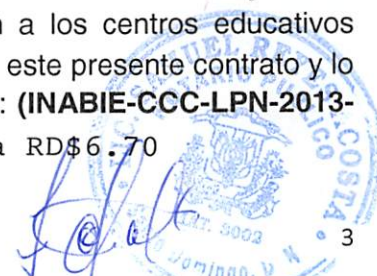 n a los centros educativos
este presente contrato y lo
: (INABIE-CCC-LPN-2013-
a RD$6.70
3